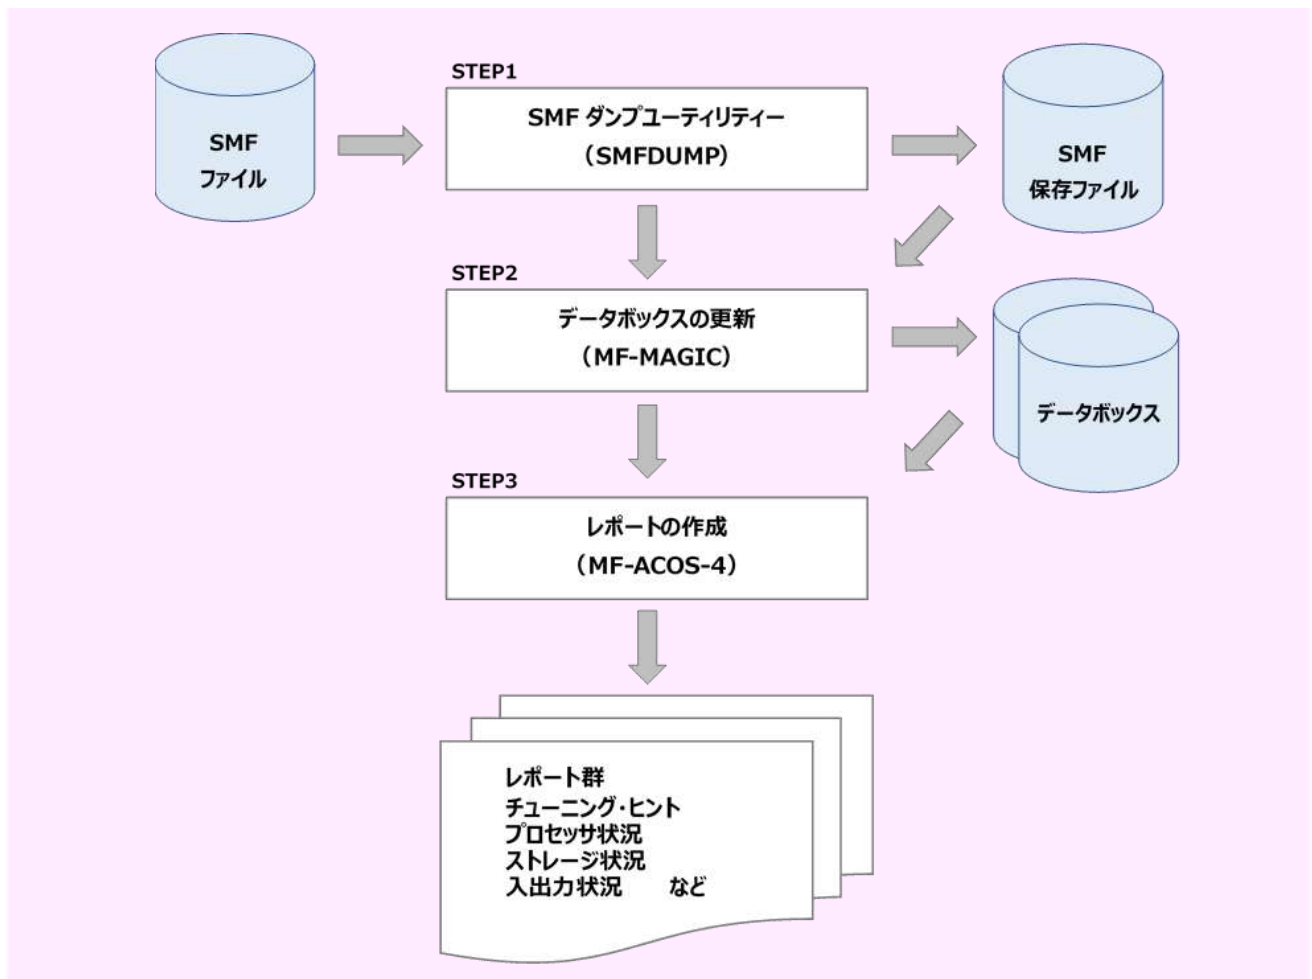 SMF
ファイル
STEP1
SMF ダンプユーティリティー
（SMFDUMP）
SMF
保存ファイル
STEP2
データボックスの更新
（MF-MAGIC）
データボックス
STEP3
レポートの作成
（MF-ACOS-4）
レポート群
チューニング・ヒント
プロセッサ状況
ストレージ状況
入出力状況　　など